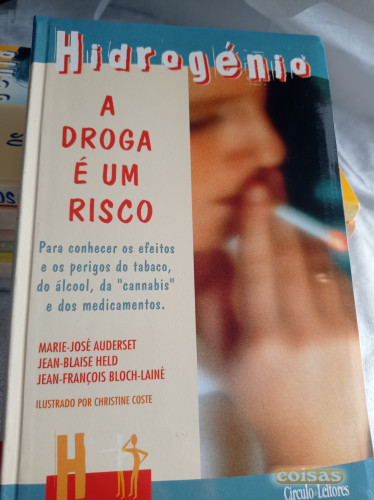 Hidrogénio
A
DROGA
É UM
RISCO
Para conhecer os efeitos
e os perigos do tabaco,
do álcool, da "cannabis"
e dos medicamentos.
MARIE-JOSÉ AUDERSET
JEAN-BLAISE HELD
JEAN-FRANÇOIS BLOCH-LAINÉ
ILUSTRADO POR CHRISTINE COSTE
H
coisas
Círculo de Leitores